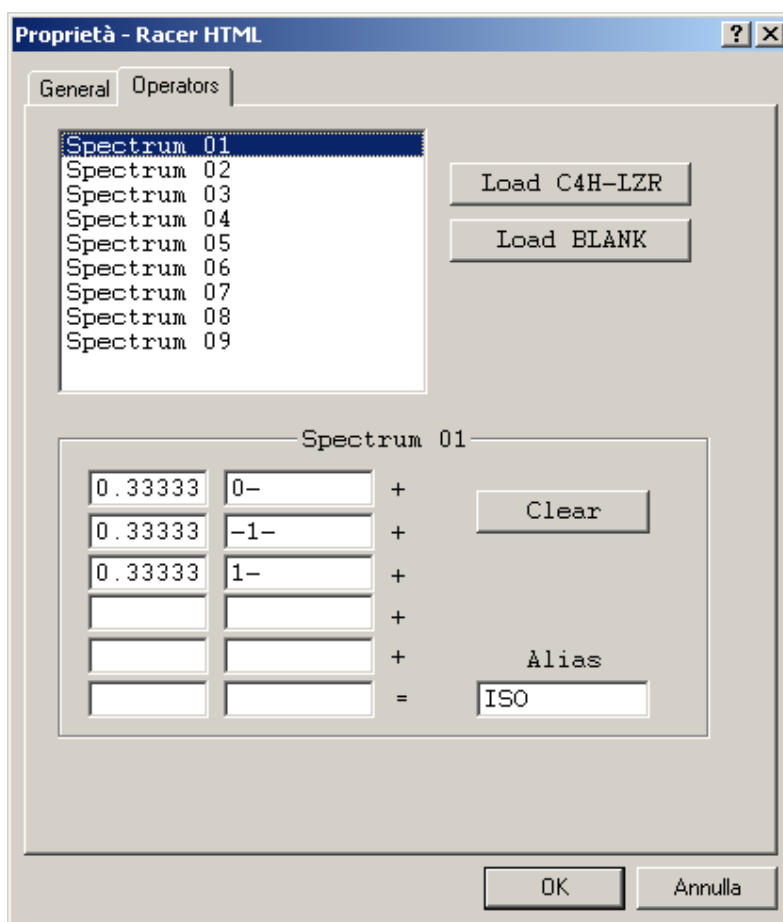 Proprietà - Racer HTML
General Operators
Spectrum 01
Spectrum 02
Spectrum 03
Spectrum 04
Spectrum 05
Spectrum 06
Spectrum 07
Spectrum 08
Spectrum 09
Load C4H-LZR
Load BLANK
Spectrum 01
0.33333 0- +
0.33333 -1- +
0.33333 1- +
+
+
=
Clear
Alias
ISO
OK Annulla